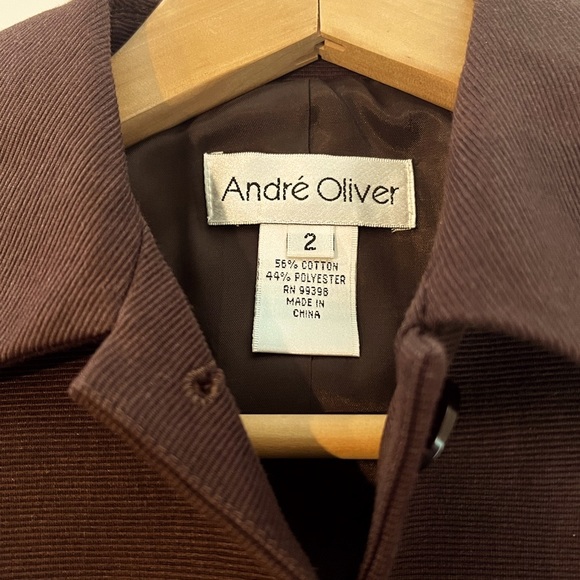 André Oliver
2
56% COTTON
44% POLYESTER
RN 99398
MADE IN
CHINA